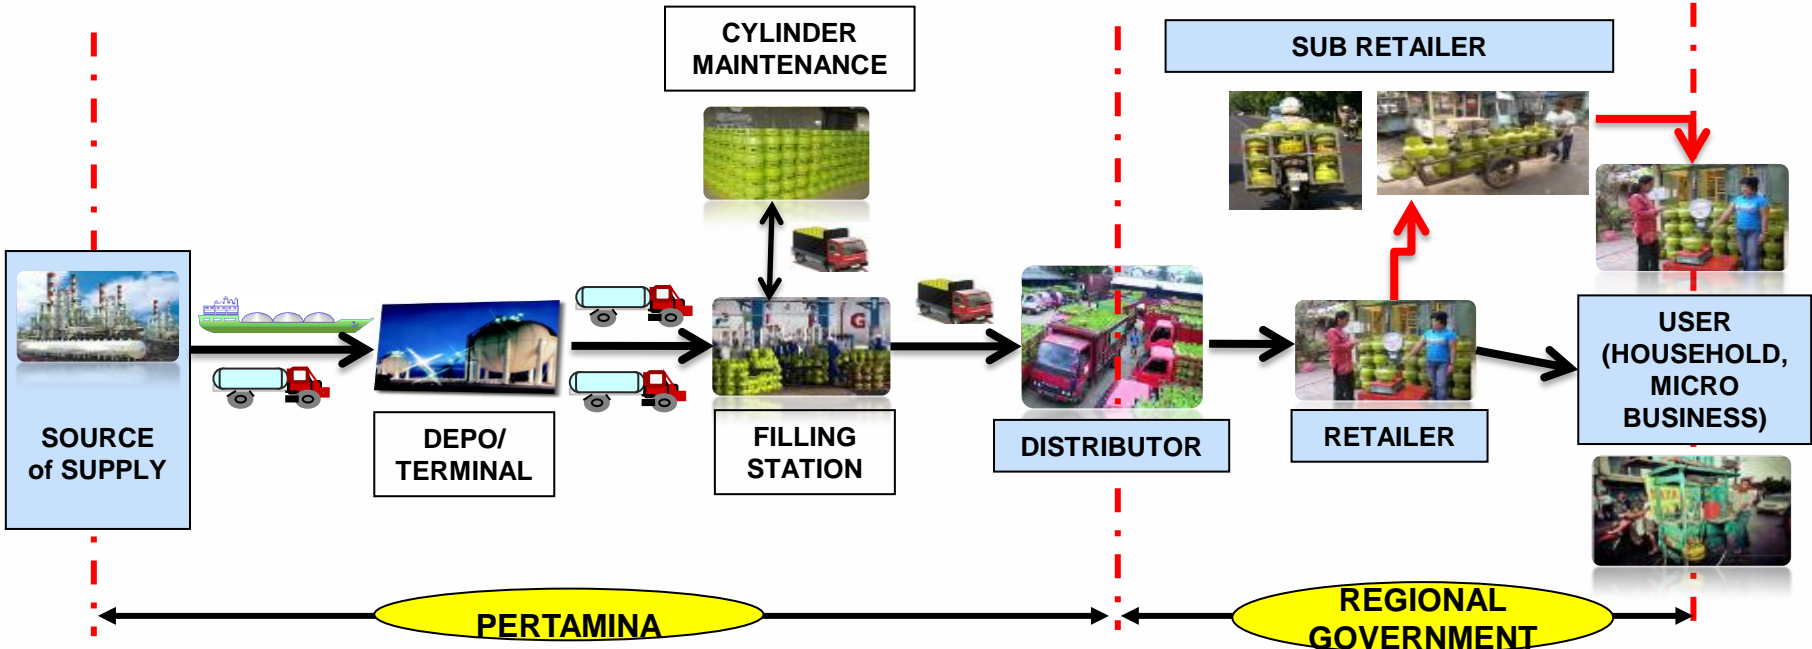 CYLINDER
MAINTENANCE
SUB RETAILER
SOURCE
of SUPPLY
DEPO/
TERMINAL
G
FILLING
STATION
DISTRIBUTOR
RETAILER
USER
(HOUSEHOLD,
MICRO
BUSINESS)
PERTAMINA
REGIONAL
GOVERNMENT